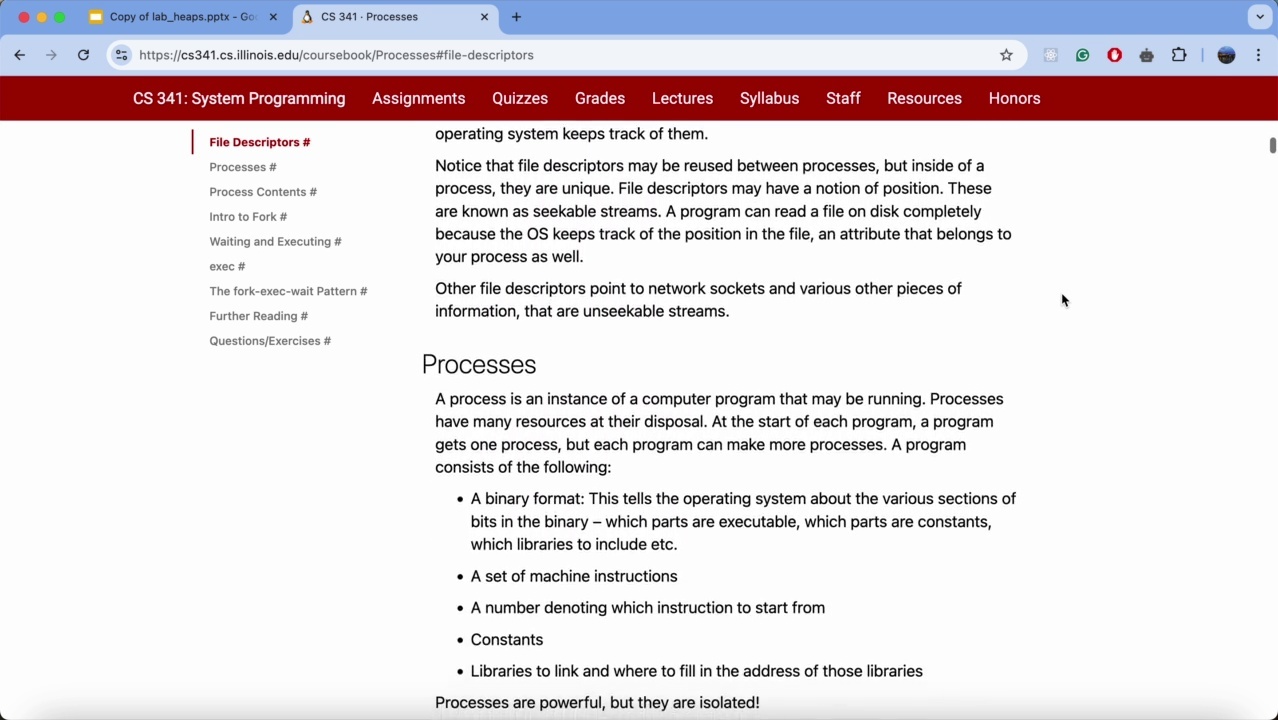 Copy of lab_heaps.pptx - Goo
CS 341 · Processes
https://cs341.cs.illinois.edu/coursebook/Processes#file-descriptors
CS 341: System Programming Assignments Quizzes Grades Lectures Syllabus Staff Resources Honors
File Descriptors #
Processes #
Process Contents #
Intro to Fork #
Waiting and Executing #
exec #
The fork-exec-wait Pattern #
Further Reading #
Questions/Exercises #
operating system keeps track of them.
Notice that file descriptors may be reused between processes, but inside of a
process, they are unique. File descriptors may have a notion of position. These
are known as seekable streams. A program can read a file on disk completely
because the OS keeps track of the position in the file, an attribute that belongs to
your process as well.
Other file descriptors point to network sockets and various other pieces of
information, that are unseekable streams.
Processes
A process is an instance of a computer program that may be running. Processes
have many resources at their disposal. At the start of each program, a program
gets one process, but each program can make more processes. A program
consists of the following:
• A binary format: This tells the operating system about the various sections of
bits in the binary – which parts are executable, which parts are constants,
which libraries to include etc.
• A set of machine instructions
• A number denoting which instruction to start from
• Constants
• Libraries to link and where to fill in the address of those libraries
Processes are powerful, but they are isolated!